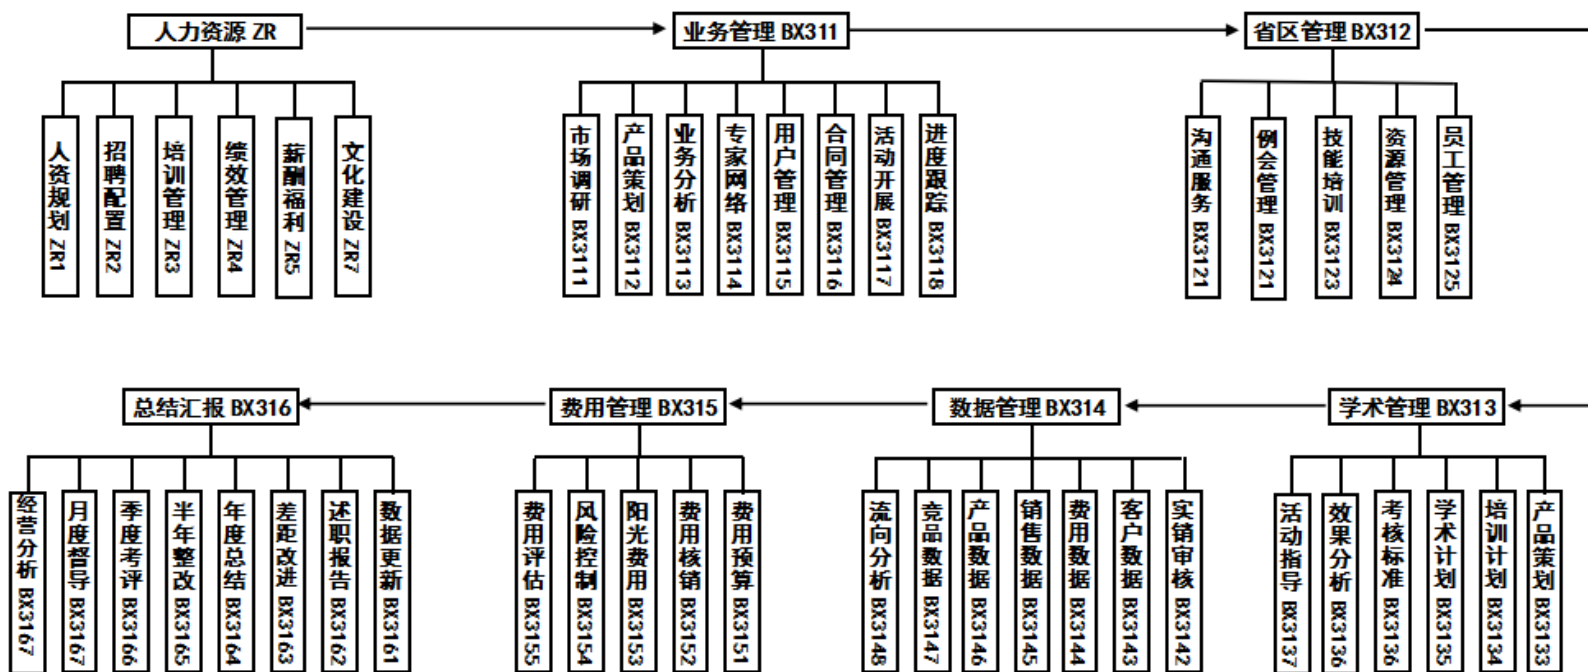 人力资源 ZR
业务管理 BX311
省区管理 BX312
人资规划 ZR1
招聘配置 ZR2
培训管理 ZR3
绩效管理 ZR4
薪酬福利 ZR5
文化建设 ZR7
市场调研 BX3111
产品策划 BX3112
业务分析 BX3113
专家网络 BX3114
用户管理 BX3115
合同管理 BX3116
活动开展 BX3117
进度跟踪 BX3118
沟通服务 BX3121
例会管理 BX3121
技能培训 BX3123
资源管理 BX3124
员工管理 BX3125
总结汇报 BX316
费用管理 BX315
数据管理 BX314
学术管理 BX313
经营分析 BX3167
月度督导 BX3167
季度考评 BX3166
半年整改 BX3165
年度总结 BX3164
差距改进 BX3163
述职报告 BX3162
数据更新 BX3161
费用评估 BX3155
风险控制 BX3154
阳光费用 BX3153
费用核销 BX3152
费用预算 BX3151
流向分析 BX3148
竞品数据 BX3147
产品数据 BX3146
销售数据 BX3145
费用数据 BX3144
客户数据 BX3143
实销审核 BX3142
活动指导 BX3137
效果分析 BX3136
考核标准 BX3136
学术计划 BX3135
培训计划 BX3134
产品策划 BX3133